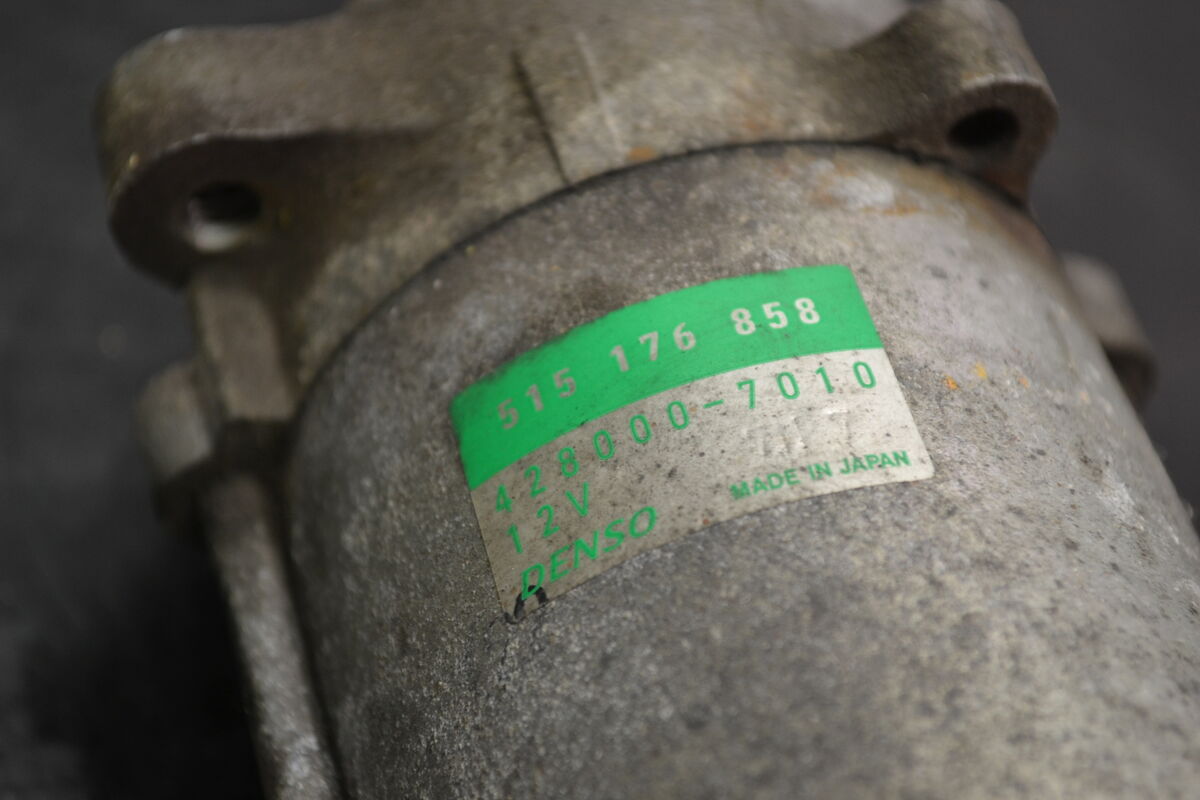 515 176 858
428000-7010
12V
DENSO
MADE IN JAPAN